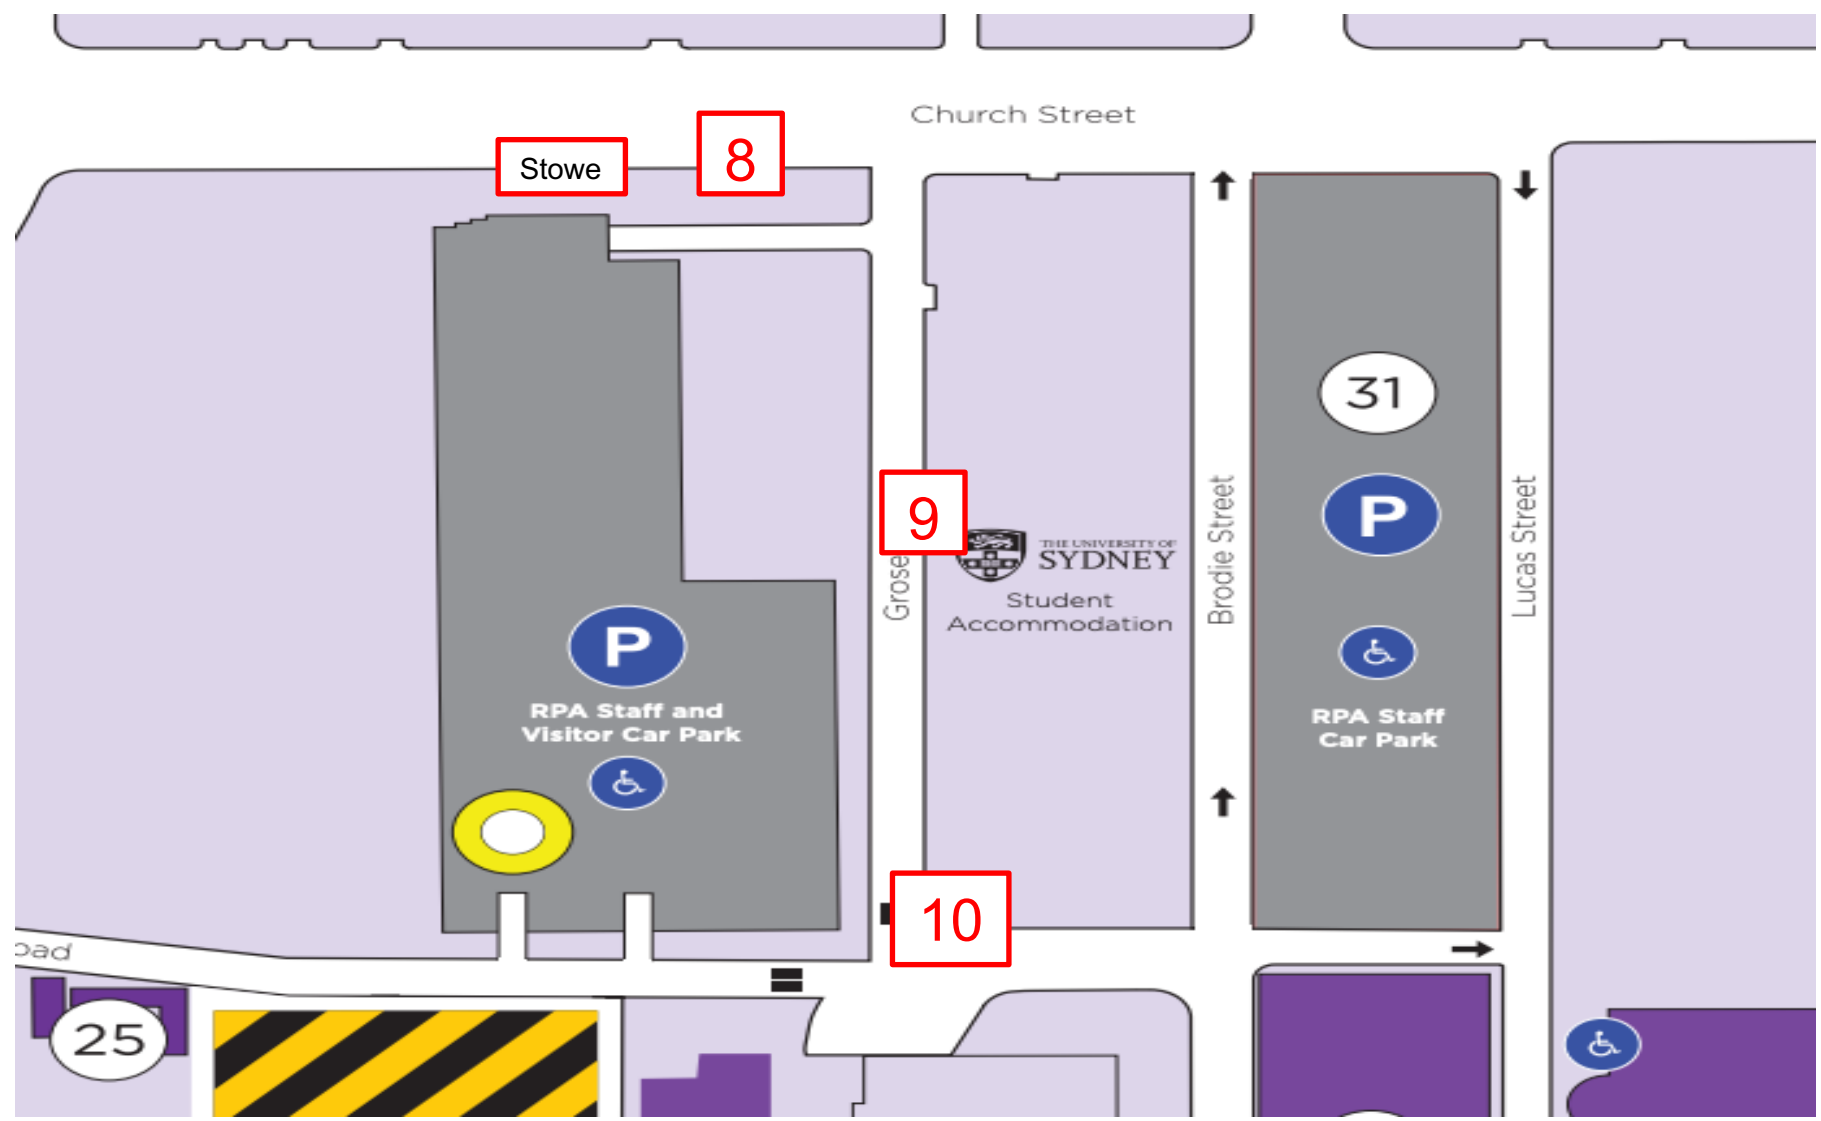 Church Street
Stowe
8
31
P
9
Grose
THE UNIVERSITY OF
SYDNEY
Student
Accommodation
Brodie Street
Lucas Street
P
RPA Staff and
Visitor Car Park
RPA Staff
Car Park
10
oad
25